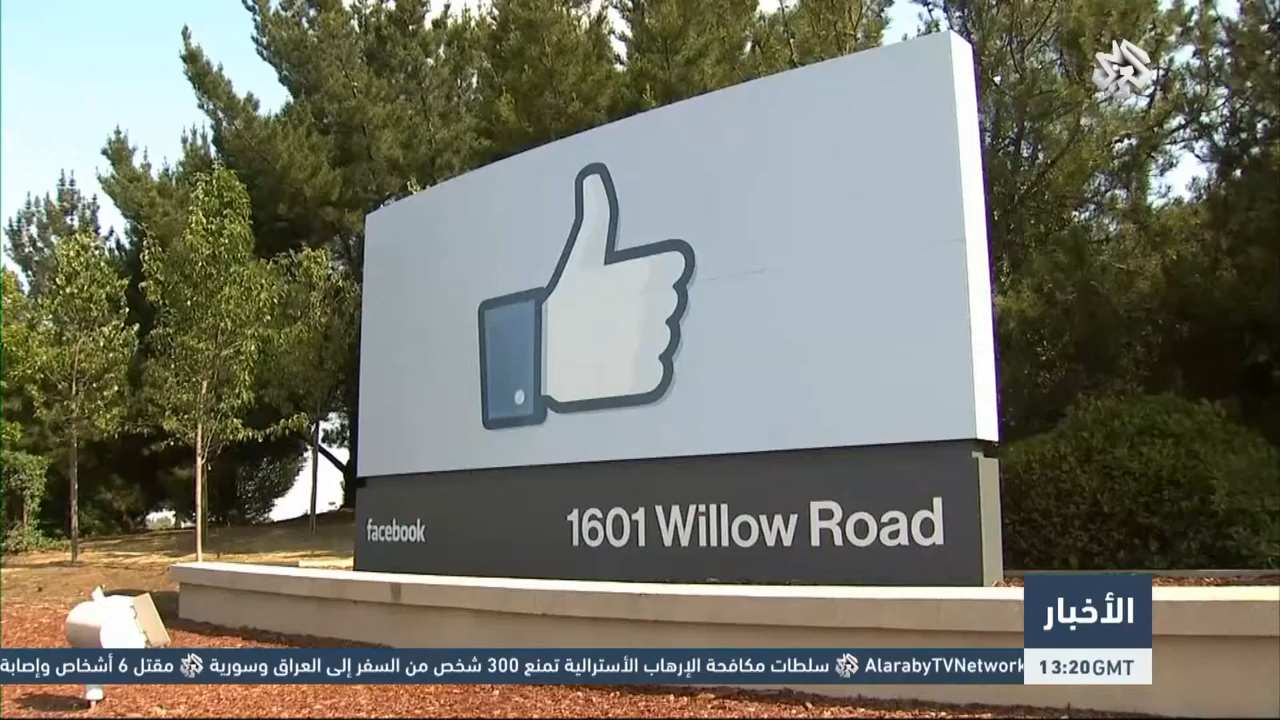 facebook
1601 Willow Road
الأخبار
13:20GMT
AlarabyTVNetwork سلطات مكافحة الإرهاب الأسترالية تمنع 300 شخص من السفر إلى العراق وسورية مقتل 6 أشخاص وإصابة